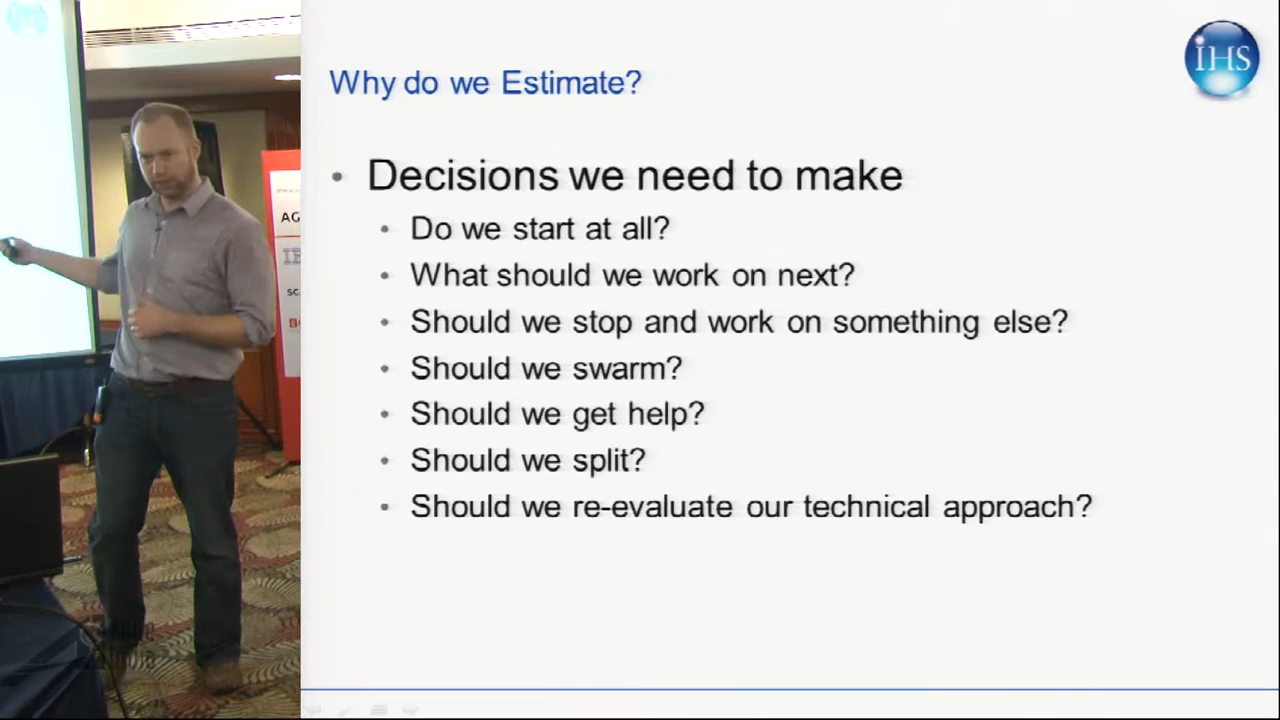 IHS
Why do we Estimate?
• Decisions we need to make
• Do we start at all?
• What should we work on next?
• Should we stop and work on something else?
• Should we swarm?
• Should we get help?
• Should we split?
• Should we re-evaluate our technical approach?
AG
SC